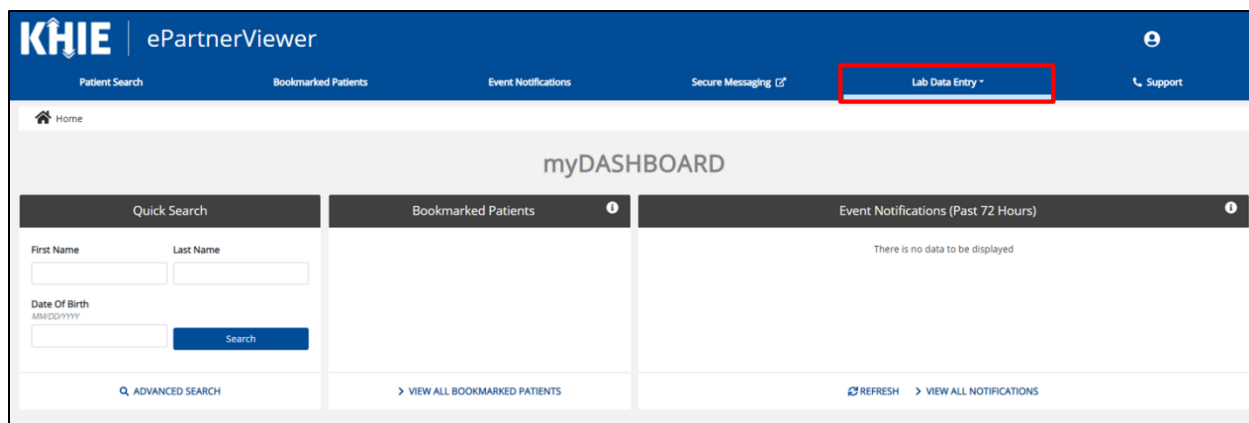 KHIE ePartnerViewer
Patient Search Bookmarked Patients Event Notifications Secure Messaging Lab Data Entry Support
Home
myDASHBOARD
Quick Search Bookmarked Patients Event Notifications (Past 72 Hours)
First Name Last Name There is no data to be displayed
Date Of Birth
MM/DD/YYYY
Search
ADVANCED SEARCH VIEW ALL BOOKMARKED PATIENTS REFRESH VIEW ALL NOTIFICATIONS